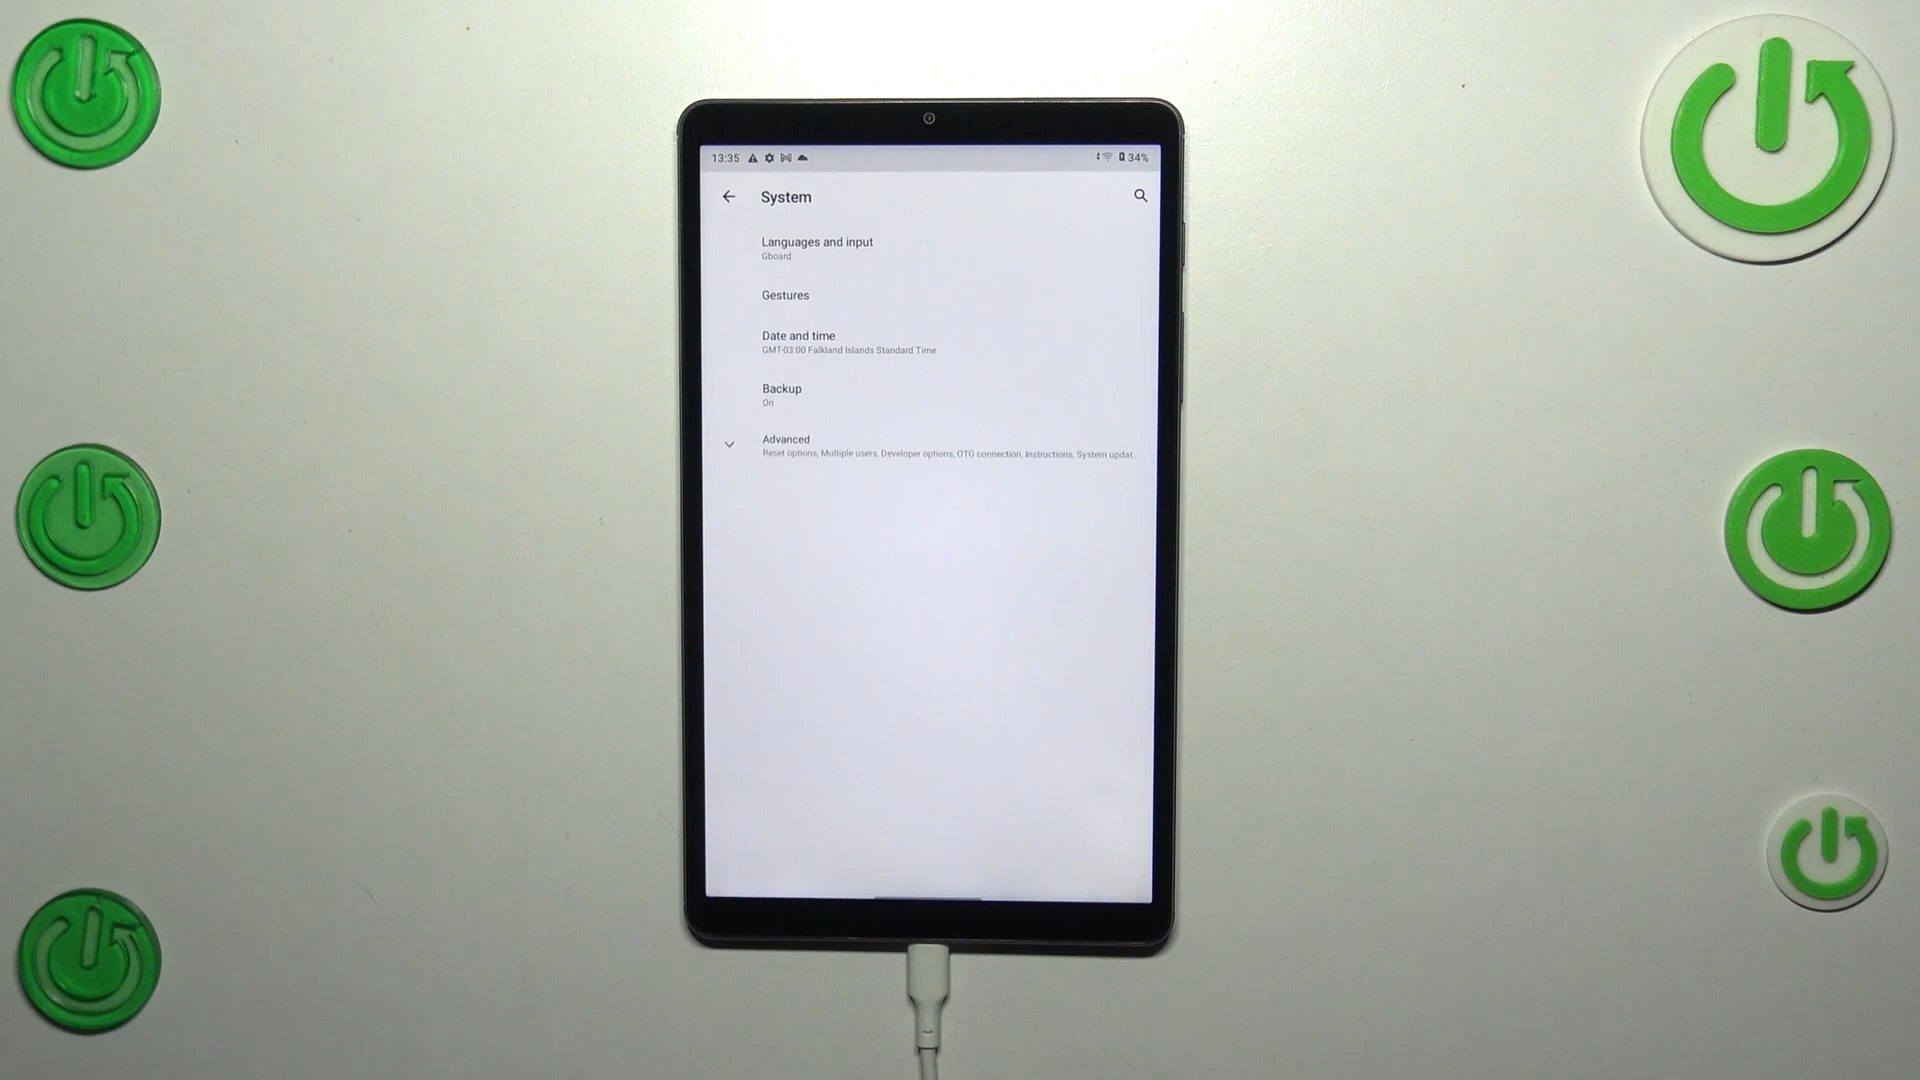 13:35
34%
System
Languages and input
Gboard
Gestures
Date and time
GMT-03:00 Falkland Islands Standard Time
Backup
On
Advanced
Reset options, Multiple users, Developer options, OTG connection, Instructions, System updat..